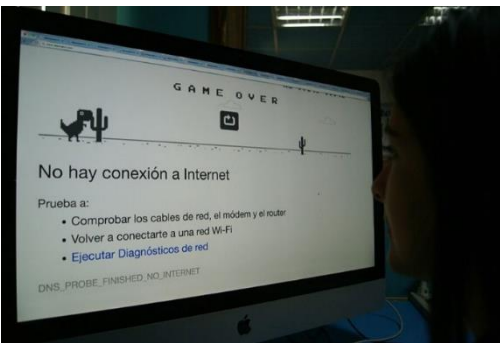 GAME OVER
No hay conexión a Internet
Prueba a:
• Comprobar los cables de red, el módem y el router
• Volver a conectarte a una red Wi-Fi
• Ejecutar Diagnósticos de red
DNS_PROBE_FINISHED_NO_INTERNET